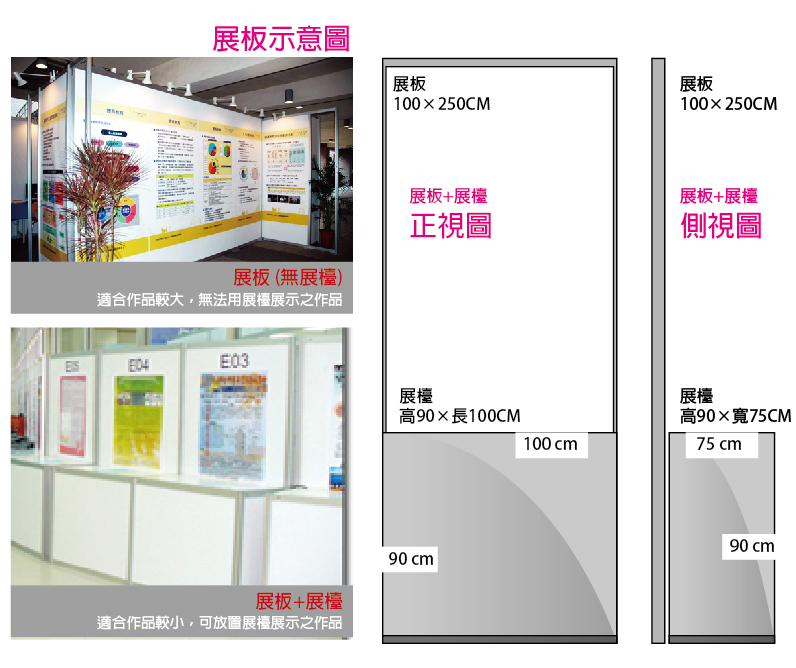 展板示意圖
展板 (無展檯)
適合作品較大，無法用展檯展示之作品
E05
E04
E03
展板+展檯
適合作品較小，可放置展檯展示之作品
展板
100×250CM
展板+展檯
正視圖
展檯
高90×長100CM
100 cm
90 cm
展板
100×250CM
展板+展檯
側視圖
展檯
高90×寬75CM
75 cm
90 cm